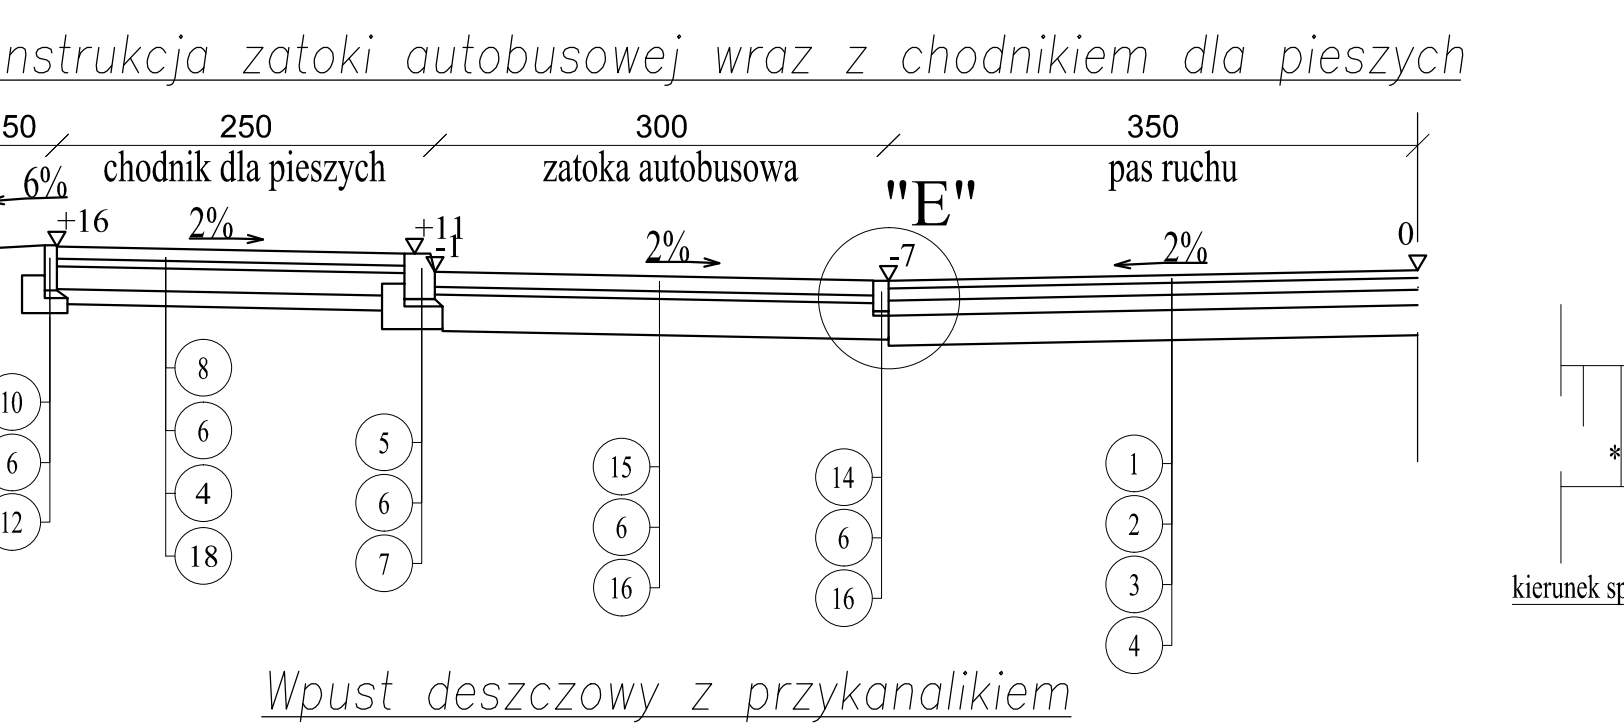 nstrukcja zatoki autobusowej wraz z chodnikiem dla pieszych
50 250 300 350
chodnik dla pieszych zatoka autobusowa pas ruchu
6% "E"
+16 2% +11 0
-1 2% -7 2%
8
10 6 5 1
6 4 6 15 14 2
12 18 7 6 6 3
16 16 4
*
kierunek sp
Wpust deszczowy z przykanalikiem